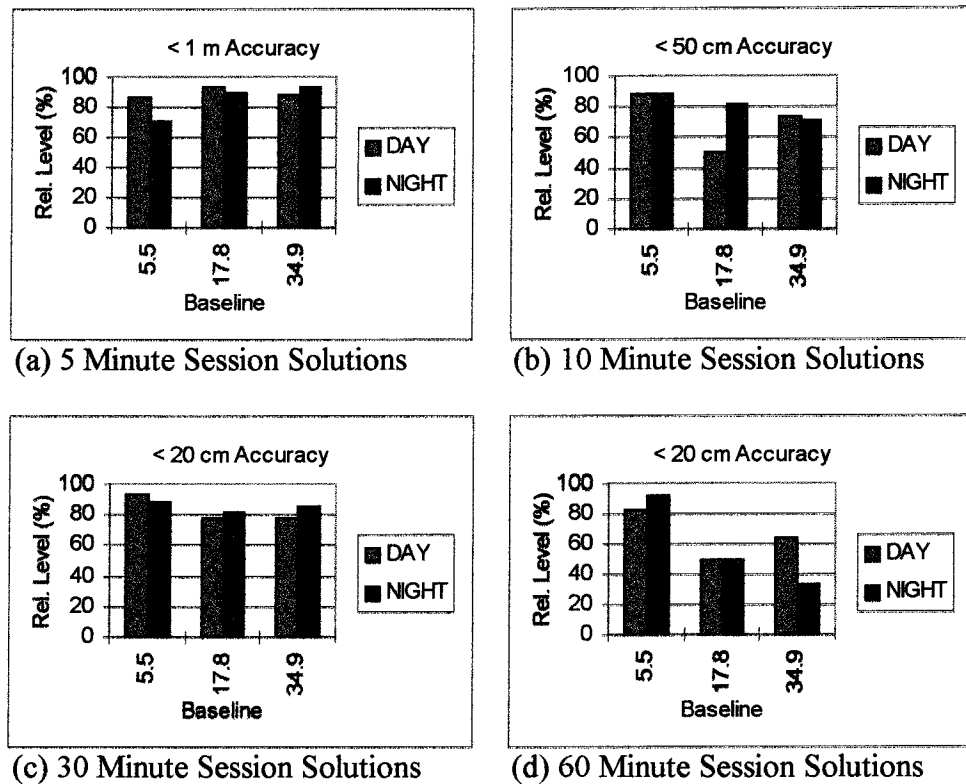 < 1 m Accuracy
100
80
60
40
20
0
Rel. Level (%)
5.5
17.8
34.9
Baseline
DAY
NIGHT
(a) 5 Minute Session Solutions
< 50 cm Accuracy
100
80
60
40
20
0
Rel. Level (%)
5.5
17.8
34.9
Baseline
DAY
NIGHT
(b) 10 Minute Session Solutions
< 20 cm Accuracy
100
80
60
40
20
0
Rel. Level (%)
5.5
17.8
34.9
Baseline
DAY
NIGHT
(c) 30 Minute Session Solutions
< 20 cm Accuracy
100
80
60
40
20
0
Rel. Level (%)
5.5
17.8
34.9
Baseline
DAY
NIGHT
(d) 60 Minute Session Solutions